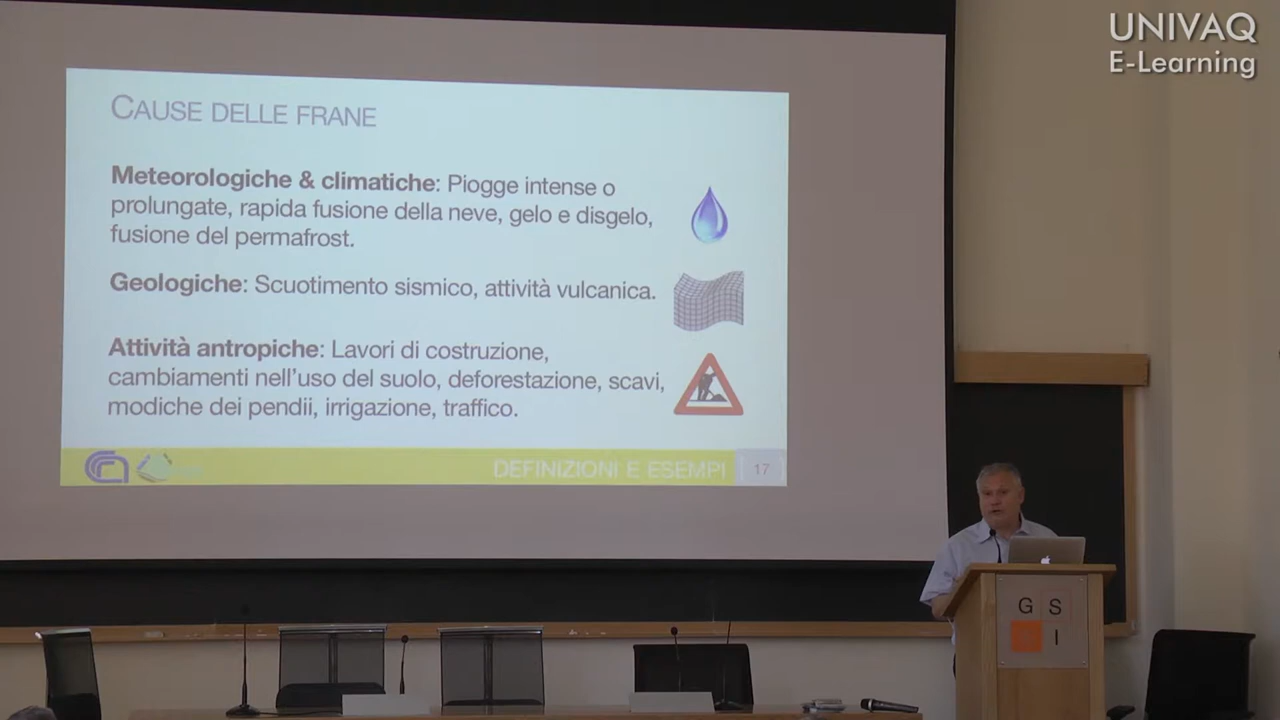 UNIVAQ
E-Learning
CAUSE DELLE FRANE
Meteorologiche & climatiche: Piogge intense o
prolungate, rapida fusione della neve, gelo e disgelo,
fusione del permafrost.
Geologiche: Scuotimento sismico, attività vulcanica.
Attività antropiche: Lavori di costruzione,
cambiamenti nell'uso del suolo, deforestazione, scavi,
modiche dei pendii, irrigazione, traffico.
DEFINIZIONI E ESEMPI 17
G S
I